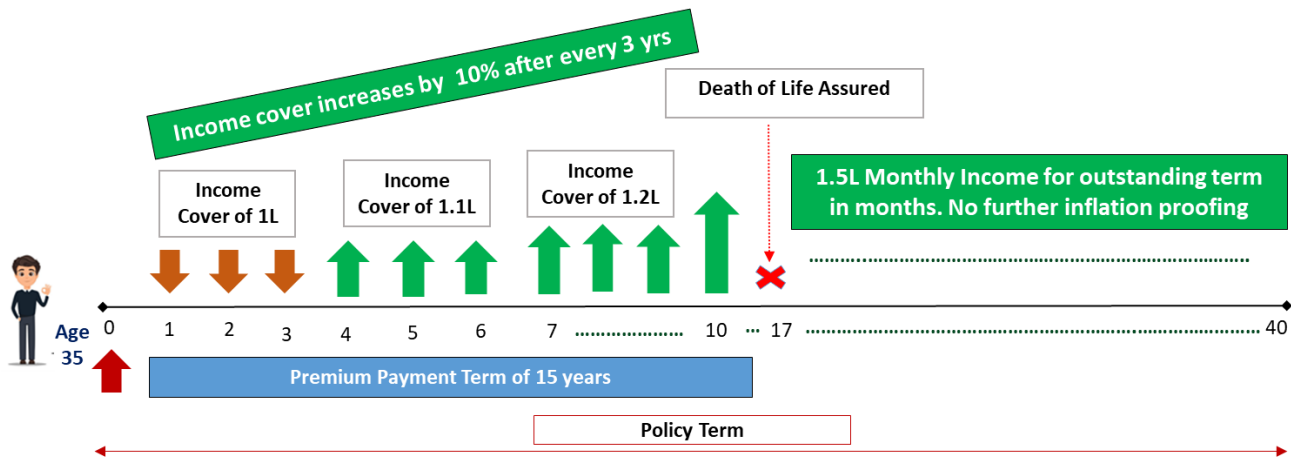 Income cover increases by 10% after every 3 yrs
Death of Life Assured
Income
Cover of 1L
Income
Cover of 1.1L
Income
Cover of 1.2L
1.5L Monthly Income for outstanding term
in months. No further inflation proofing
Age
35
0 1 2 3 4 5 6 7 ........................ 10 ... 17 ........................ 40
Premium Payment Term of 15 years
Policy Term